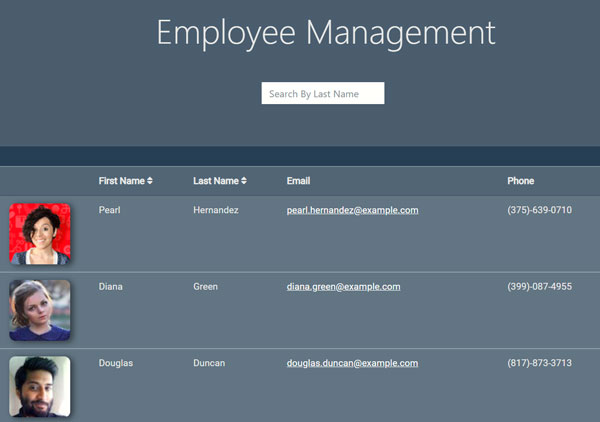 Employee Management
Search By Last Name
First Name Last Name Email Phone
Pearl Hernandez pearl.hernandez@example.com (375)-639-0710
Diana Green diana.green@example.com (399)-087-4955
Douglas Duncan douglas.duncan@example.com (817)-873-3713